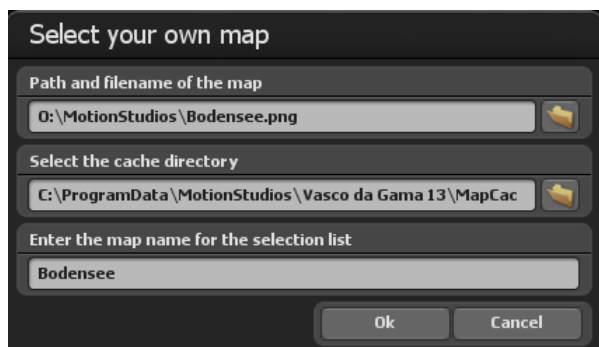 Select your own map
Path and filename of the map
O:\MotionStudios\Bodensee.png
Select the cache directory
C:\ProgramData\MotionStudios\Vasco da Gama 13\MapCac
Enter the map name for the selection list
Bodensee
Ok Cancel